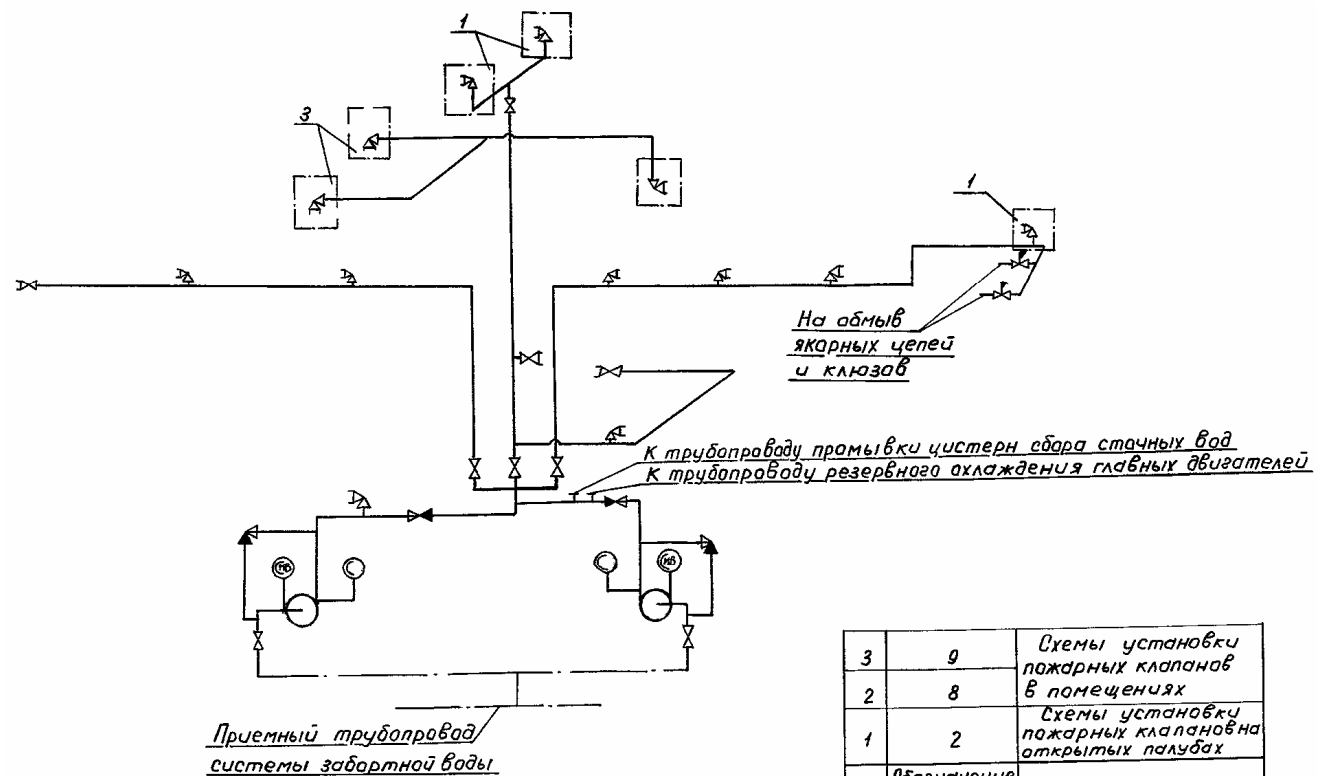 1
3
1
На обмыв
якорных цепей
и клюзов
К трубопроводу промывки цистерн сбора сточных вод
К трубопроводу резервного охлаждения главных двигателей
МВ
МВ
Приемный трубопровод
системы забортной воды
3 9 Схемы установки
пожарных клапанов
2 8 в помещениях
1 2 Схемы установки
пожарных клапанов на
открытых палубах
Обозначение